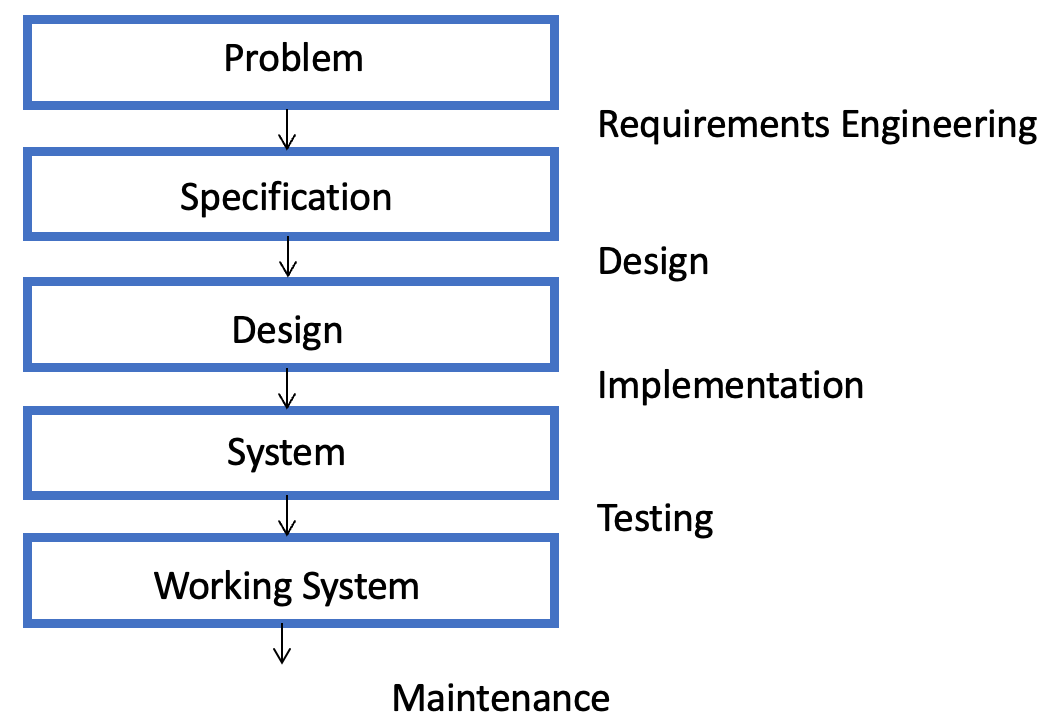 Problem
Requirements Engineering
Specification
Design
Design
Implementation
System
Testing
Working System
Maintenance